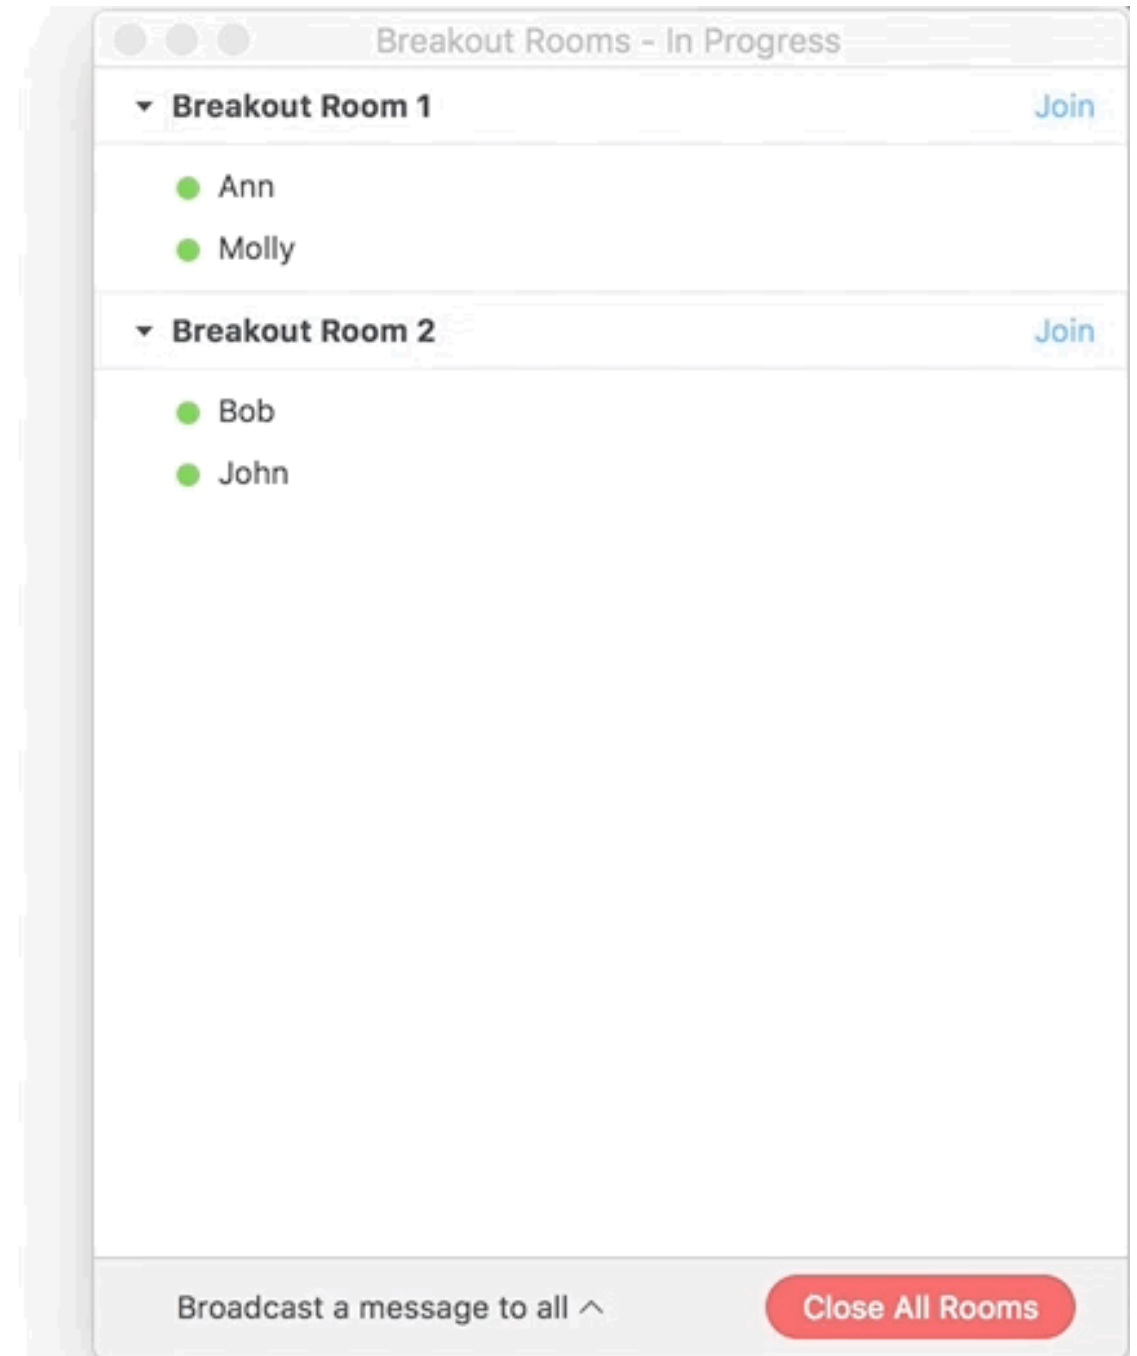 Breakout Rooms - In Progress
Breakout Room 1 Join
Ann
Molly
Breakout Room 2 Join
Bob
John
Broadcast a message to all Close All Rooms